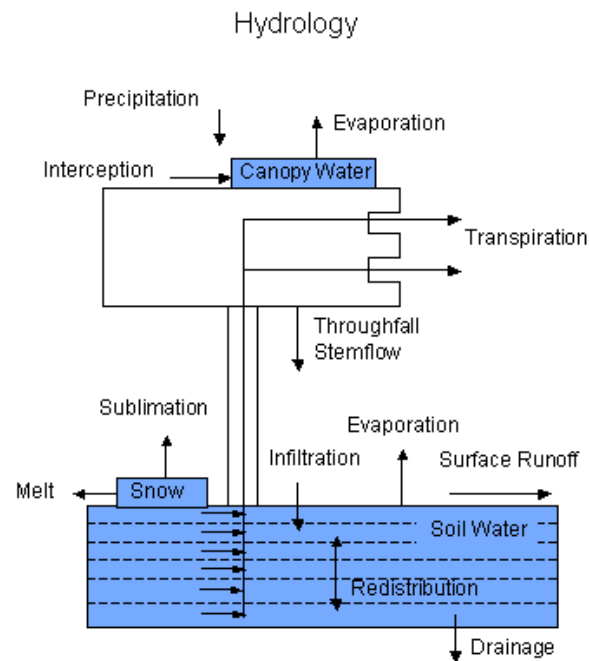 Hydrology
Precipitation
Evaporation
Interception
Canopy Water
Transpiration
Throughfall
Stemflow
Sublimation
Evaporation
Infiltration
Surface Runoff
Melt
Snow
Soil Water
Redistribution
Drainage